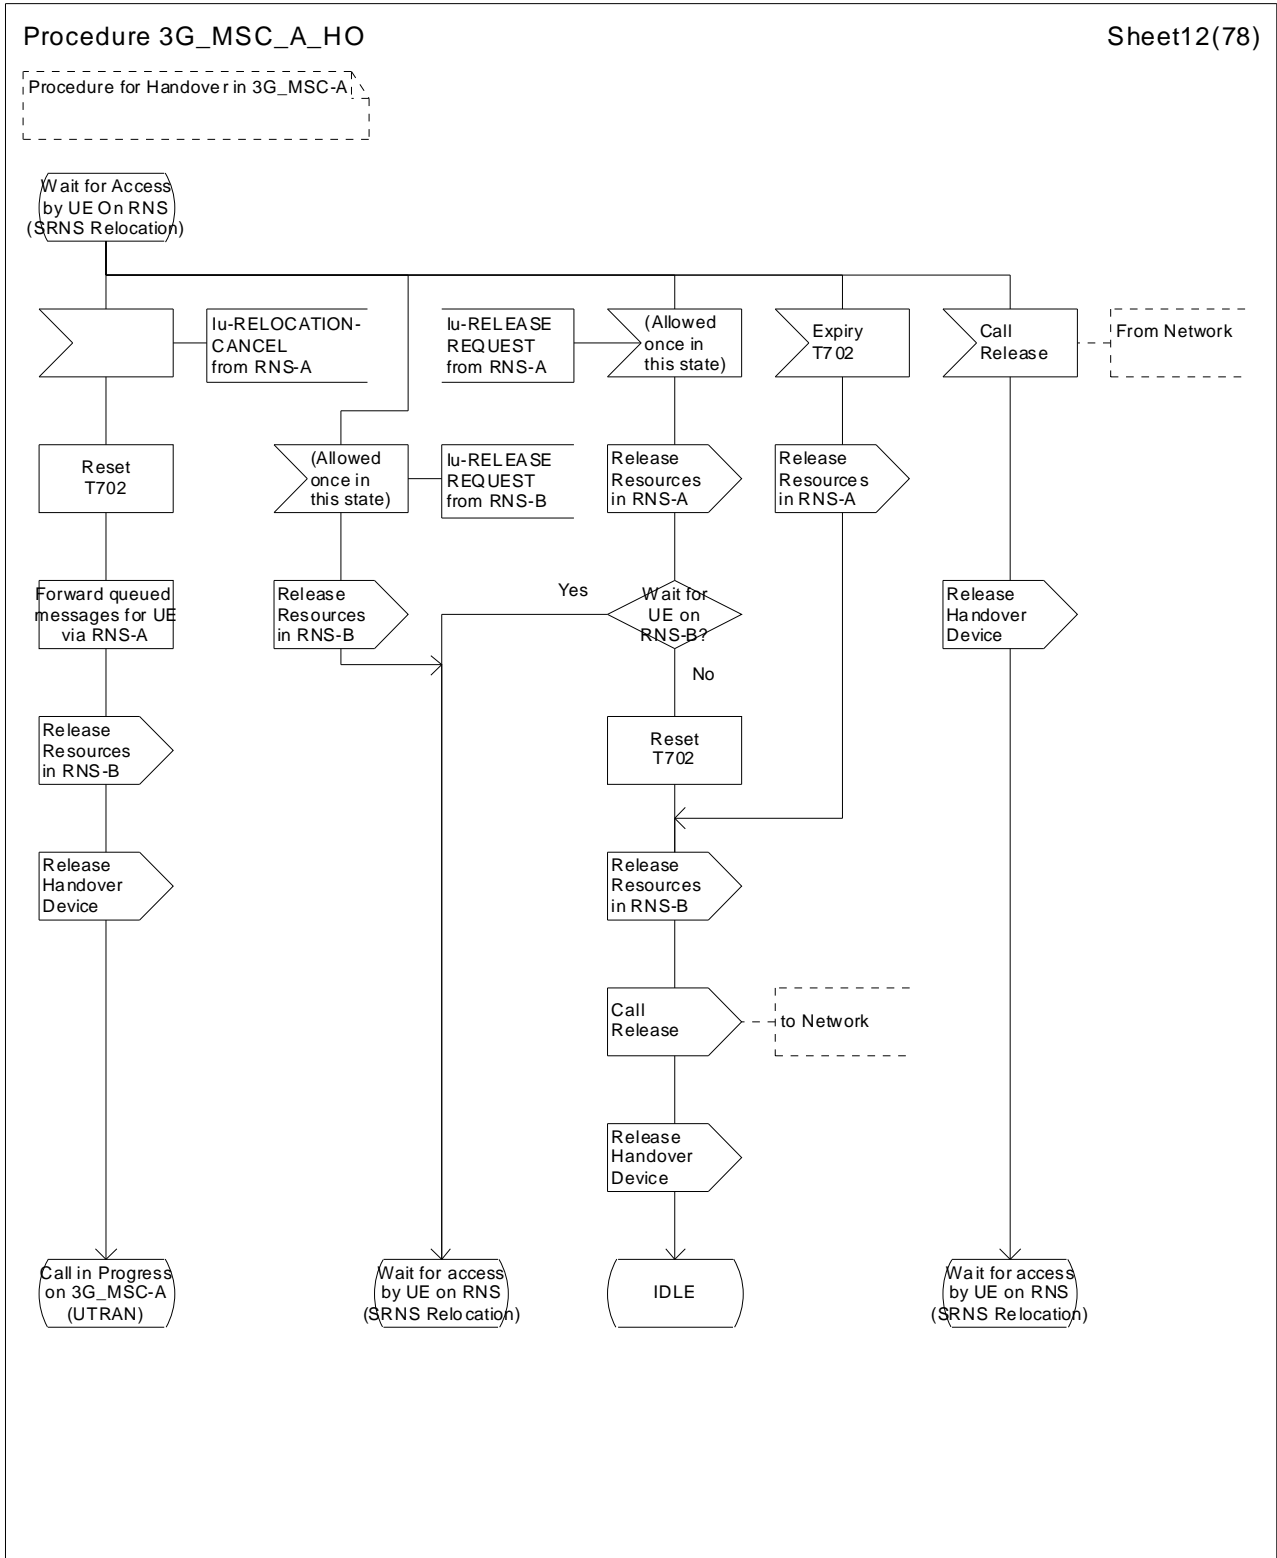 Procedure 3G_MSC_A_HO
Sheet12(78)
Procedure for Handover in 3G_MSC-A
Wait for Access
by UE On RNS
(SRNS Relocation)
Iu-RELOCATION-
CANCEL
from RNS-A
Iu-RELEASE
REQUEST
from RNS-A
(Allowed
once in
this state)
Expiry
T702
Call
Release
From Network
Reset
T702
(Allowed
once in
this state)
Iu-RELEASE
REQUEST
from RNS-B
Release
Resources
in RNS-A
Release
Resources
in RNS-A
Forward queued
messages for UE
via RNS-A
Release
Resources
in RNS-B
Yes
Wait for
UE on
RNS-B?
No
Release
Handover
Device
Release
Resources
in RNS-B
Reset
T702
Release
Handover
Device
Release
Resources
in RNS-B
Call
Release
to Network
Release
Handover
Device
Call in Progress
on 3G_MSC-A
(UTRAN)
Wait for access
by UE on RNS
(SRNS Relocation)
IDLE
Wait for access
by UE on RNS
(SRNS Relocation)